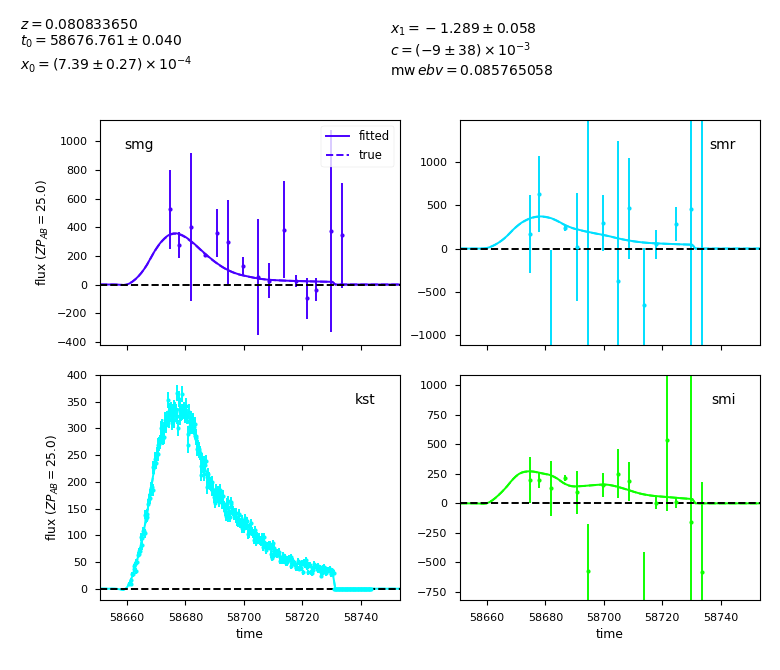 z = 0.080833650
t0 = 58676.761 ± 0.040
x0 = (7.39 ± 0.27) × 10^−4
x1 = −1.289 ± 0.058
c = (−9 ± 38) × 10^−3
mw ebv = 0.085765058
smg
fitted
true
1000
800
600
400
200
0
−200
−400
flux (ZPAB = 25.0)
smr
1000
500
0
−500
−1000
kst
400
350
300
250
200
150
100
50
0
flux (ZPAB = 25.0)
58660 58680 58700 58720 58740
time
smi
1000
750
500
250
0
−250
−500
−750
58660 58680 58700 58720 58740
time